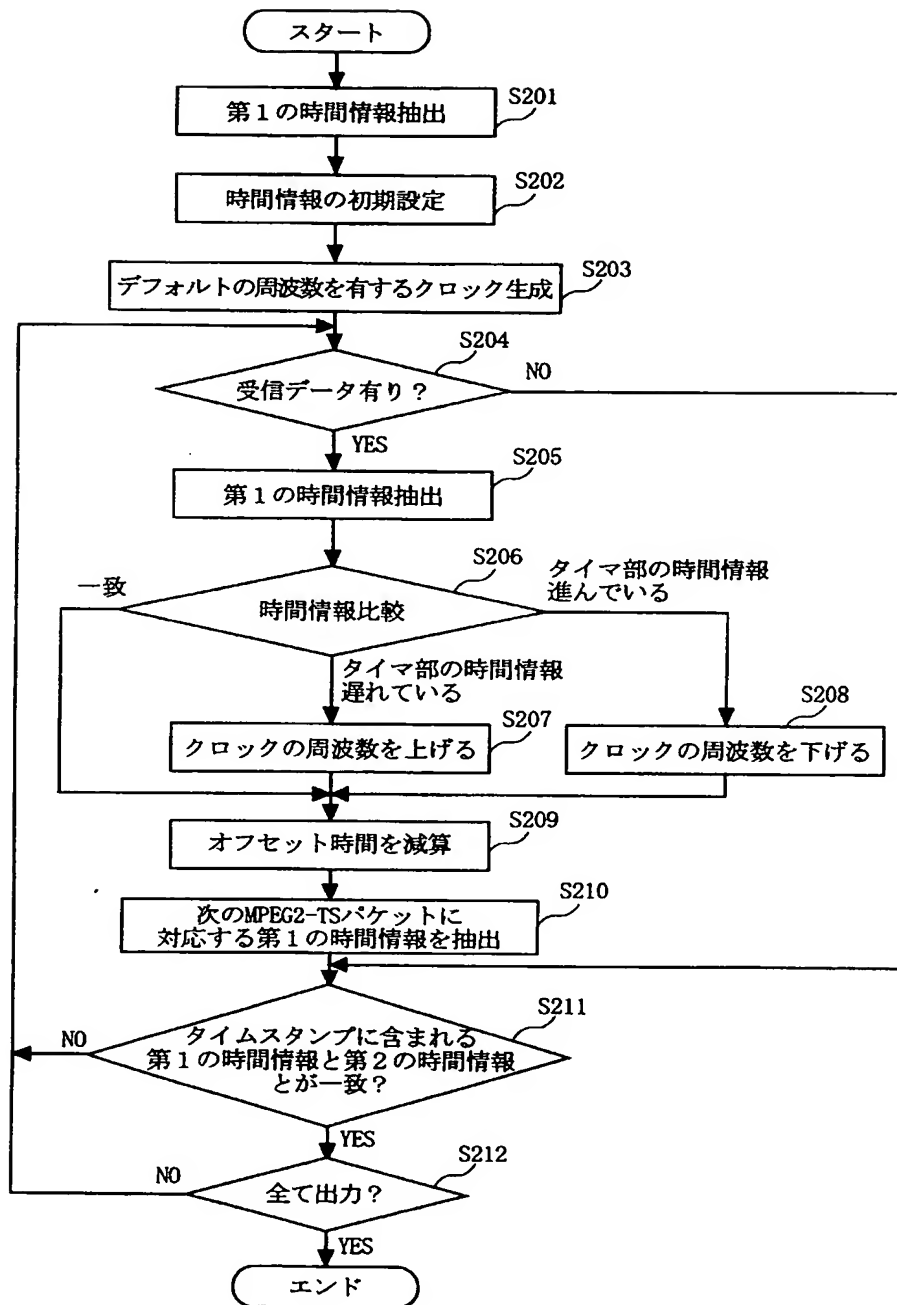 スタート
S201
第1の時間情報抽出
S202
時間情報の初期設定
S203
デフォルトの周波数を有するクロック生成
S204
受信データ有り?
NO
YES
S205
第1の時間情報抽出
S206
時間情報比較
一致
タイマ部の時間情報
進んでいる
タイマ部の時間情報
遅れている
S207
クロックの周波数を上げる
S208
クロックの周波数を下げる
S209
オフセット時間を減算
S210
次のMPEG2-TSパケットに
対応する第1の時間情報を抽出
S211
タイムスタンプに含まれる
第1の時間情報と第2の時間情報
とが一致?
NO
YES
S212
全て出力?
NO
YES
エンド